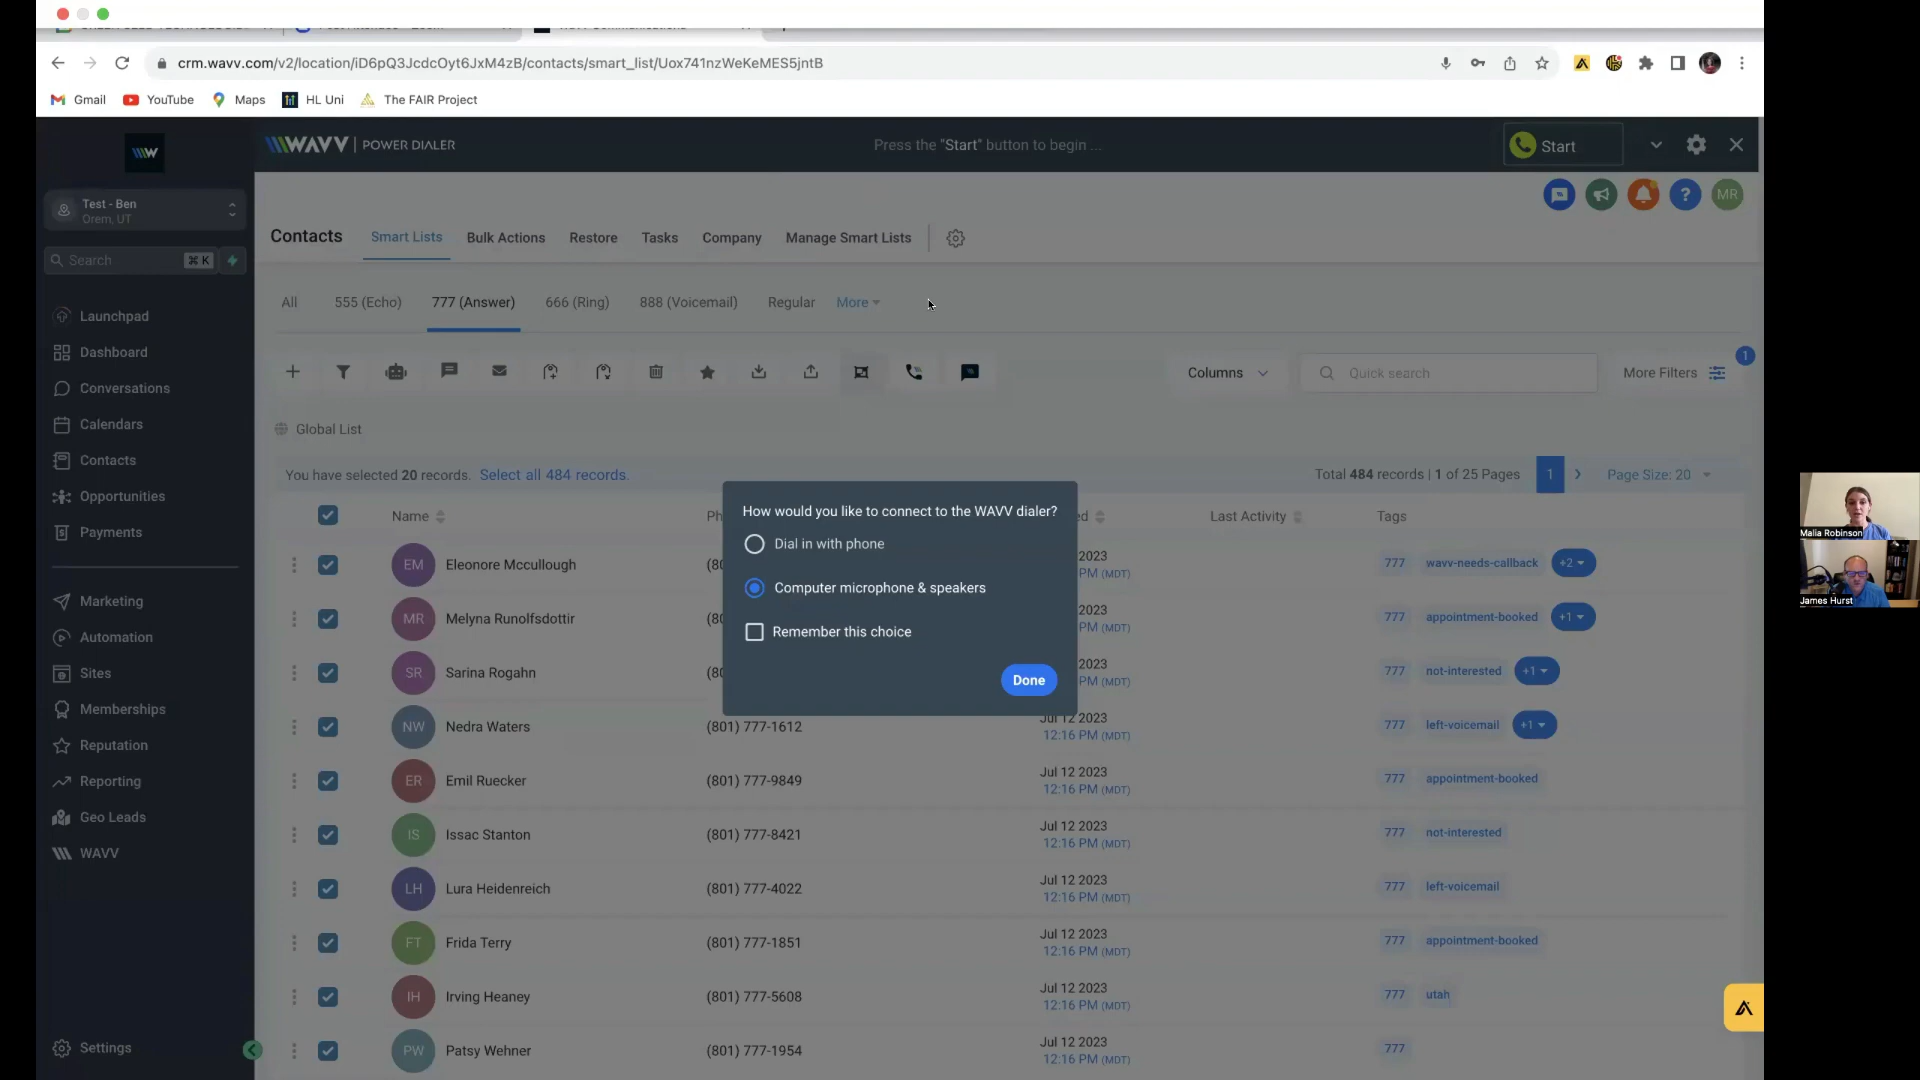 crm.wavv.com/v2/location/iD6pQ3JcdcOyt6JxM4zB/contacts/smart_list/Uox741nzWeKeMES5jntB
Gmail YouTube Maps HL Uni The FAIR Project
WAVV | POWER DIALER Press the "Start" button to begin ... Start
Test - Ben
Orem, UT
MR
Contacts Smart Lists Bulk Actions Restore Tasks Company Manage Smart Lists
Search ⌘ K
All 555 (Echo) 777 (Answer) 666 (Ring) 888 (Voicemail) Regular More
Launchpad
Dashboard
Conversations
Calendars
Contacts
Opportunities
Payments
Marketing
Automation
Sites
Memberships
Reputation
Reporting
Geo Leads
WAVV
Settings
Columns Quick search More Filters 1
Global List
You have selected 20 records. Select all 484 records. Total 484 records | 1 of 25 Pages 1 Page Size: 20
Name Ph ed Last Activity Tags
How would you like to connect to the WAVV dialer?
Dial in with phone
Computer microphone & speakers
Remember this choice
Done
EM Eleonore Mccullough (80 2023 777 wavv-needs-callback +2
PM (MDT)
MR Melyna Runolfsdottir (80 2023 777 appointment-booked +1
PM (MDT)
SR Sarina Rogahn (80 2023 777 not-interested +1
PM (MDT)
NW Nedra Waters (801) 777-1612 Jul 12 2023 777 left-voicemail +1
12:16 PM (MDT)
ER Emil Ruecker (801) 777-9849 Jul 12 2023 777 appointment-booked
12:16 PM (MDT)
IS Issac Stanton (801) 777-8421 Jul 12 2023 777 not-interested
12:16 PM (MDT)
LH Lura Heidenreich (801) 777-4022 Jul 12 2023 777 left-voicemail
12:16 PM (MDT)
FT Frida Terry (801) 777-1851 Jul 12 2023 777 appointment-booked
12:16 PM (MDT)
IH Irving Heaney (801) 777-5608 Jul 12 2023 777 utah
12:16 PM (MDT)
PW Patsy Wehner (801) 777-1954 Jul 12 2023 777
12:16 PM (MDT)
Malia Robinson
James Hurst